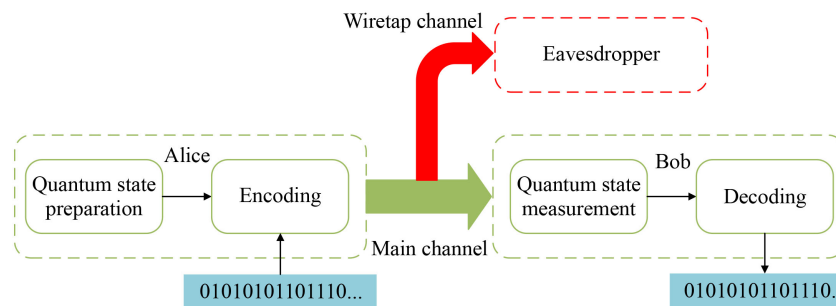 Wiretap channel
Eavesdropper
Alice
Bob
Quantum state
preparation
Encoding
Quantum state
measurement
Decoding
Main channel
01010101101110...
01010101101110.